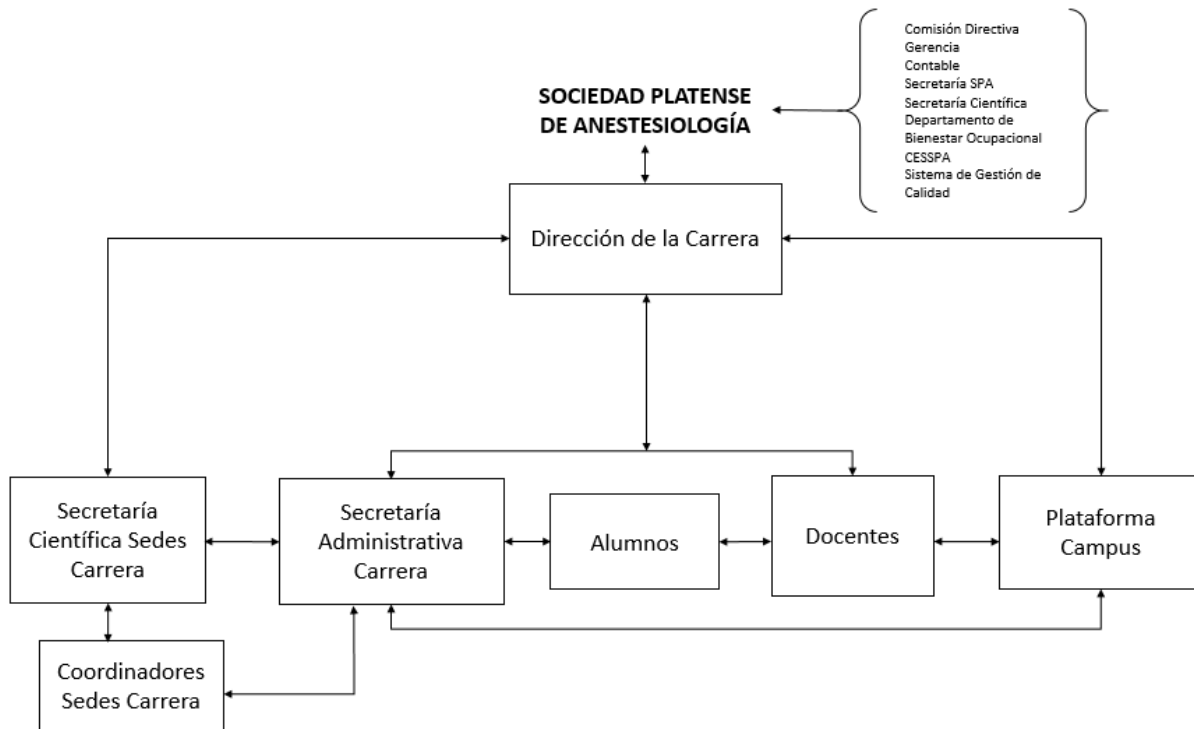 Comisión Directiva
Gerencia
Contable
Secretaría SPA
Secretaría Científica
Departamento de
Bienestar Ocupacional
CESSPA
Sistema de Gestión de
Calidad
SOCIEDAD PLATENSE
DE ANESTESIOLOGÍA
Dirección de la Carrera
Secretaría
Científica Sedes
Carrera
Secretaría
Administrativa
Carrera
Alumnos
Docentes
Plataforma
Campus
Coordinadores
Sedes Carrera